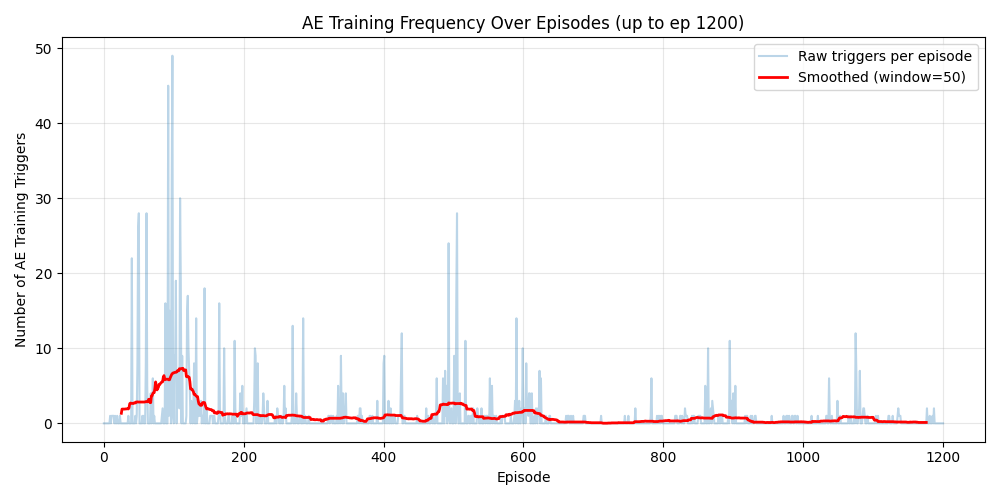 AE Training Frequency Over Episodes (up to ep 1200)
Raw triggers per episode
Smoothed (window=50)
Number of AE Training Triggers
50
40
30
20
10
0
0
200
400
600
800
1000
1200
Episode